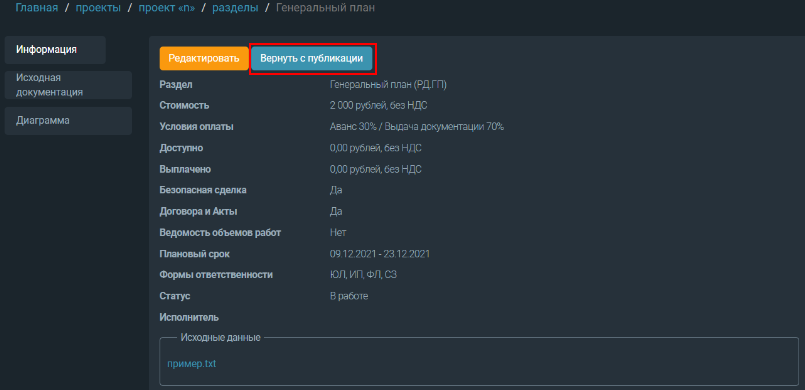 Главная / проекты / проект «n» / разделы / Генеральный план
Информация
Исходная
документация
Диаграмма
Редактировать Вернуть с публикации
Раздел Генеральный план (РД.ГП)
Стоимость 2 000 рублей, без НДС
Условия оплаты Аванс 30% / Выдача документации 70%
Доступно 0,00 рублей, без НДС
Выплачено 0,00 рублей, без НДС
Безопасная сделка Да
Договора и Акты Да
Ведомость объемов работ Нет
Плановый срок 09.12.2021 - 23.12.2021
Формы ответственности ЮЛ, ИП, ФЛ, СЗ
Статус В работе
Исполнитель
Исходные данные
пример.txt